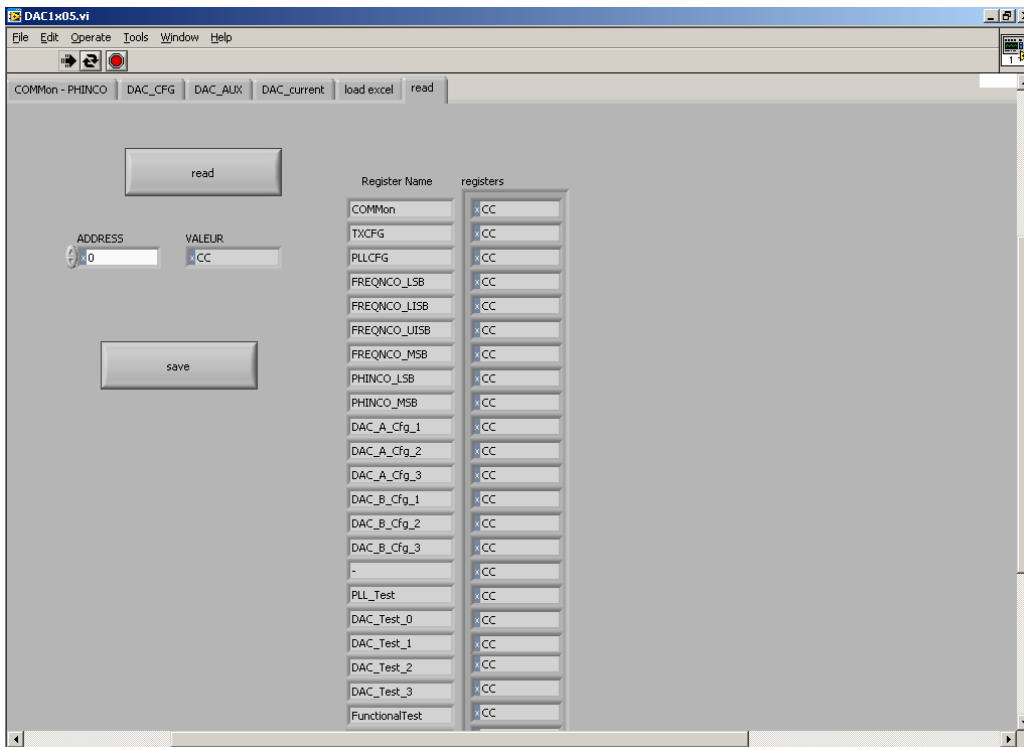 DAC1x05.vi
File Edit Operate Tools Window Help
1
COMMon - PHINCO DAC_CFG DAC_AUX DAC_current load excel read
read
Register Name registers
COMMon x CC
TXCFG x CC
ADDRESS VALEUR
x 0 x CC
PLLCFG x CC
FREQNCO_LSB x CC
FREQNCO_LISB x CC
FREQNCO_UISB x CC
save
FREQNCO_MSB x CC
PHINCO_LSB x CC
PHINCO_MSB x CC
DAC_A_Cfg_1 x CC
DAC_A_Cfg_2 x CC
DAC_A_Cfg_3 x CC
DAC_B_Cfg_1 x CC
DAC_B_Cfg_2 x CC
DAC_B_Cfg_3 x CC
- x CC
PLL_Test x CC
DAC_Test_0 x CC
DAC_Test_1 x CC
DAC_Test_2 x CC
DAC_Test_3 x CC
FunctionalTest x CC